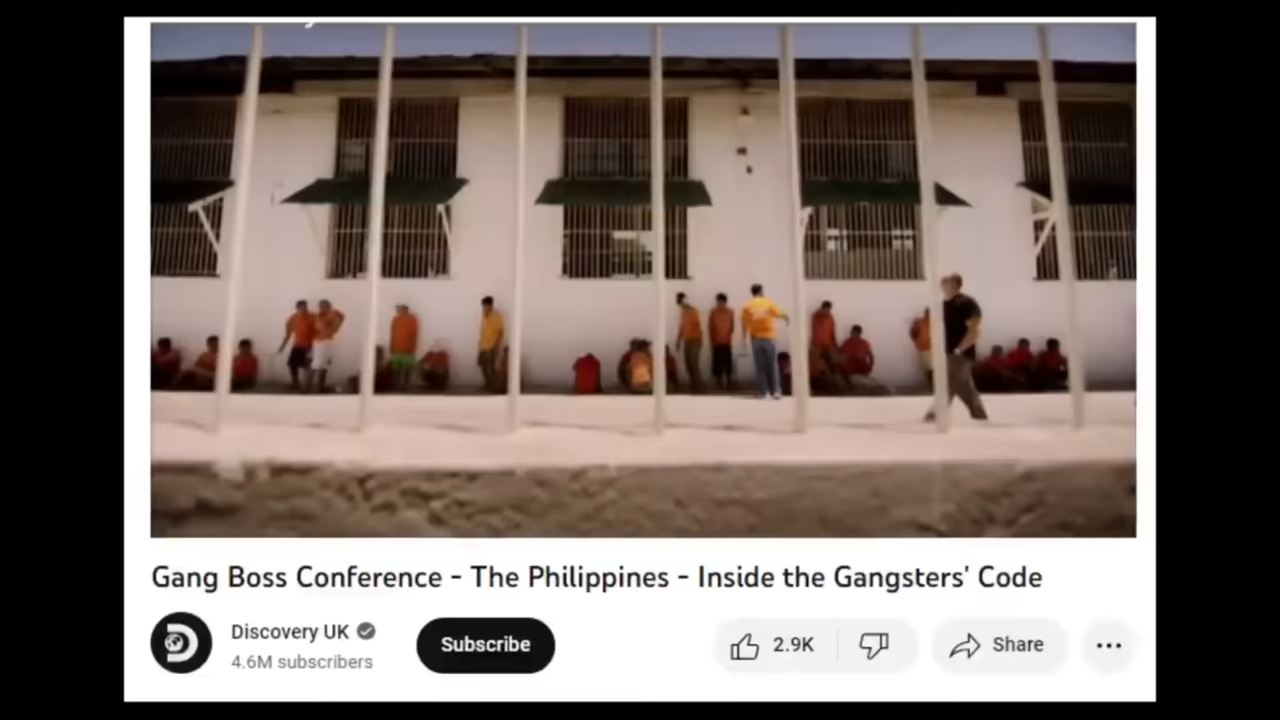 Gang Boss Conference - The Philippines - Inside the Gangsters' Code
Discovery UK
4.6M subscribers
Subscribe
2.9K
Share